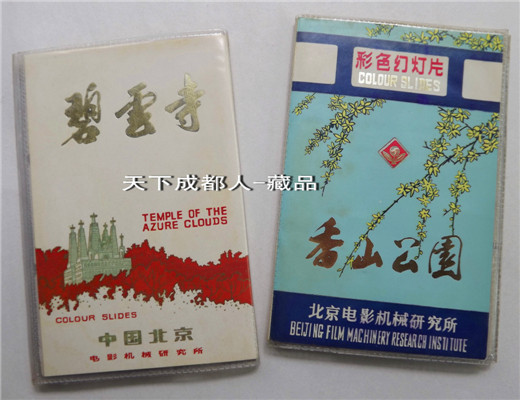 碧雲寺
TEMPLE OF THE
AZURE CLOUDS
COLOUR SLIDES
中国北京
电影机械研究所
彩色幻灯片
COLOUR SLIDES
香山公園
北京电影机械研究所
BEIJING FILM MACHINERY RESEARCH INSTITUTE
天下成都人-藏品